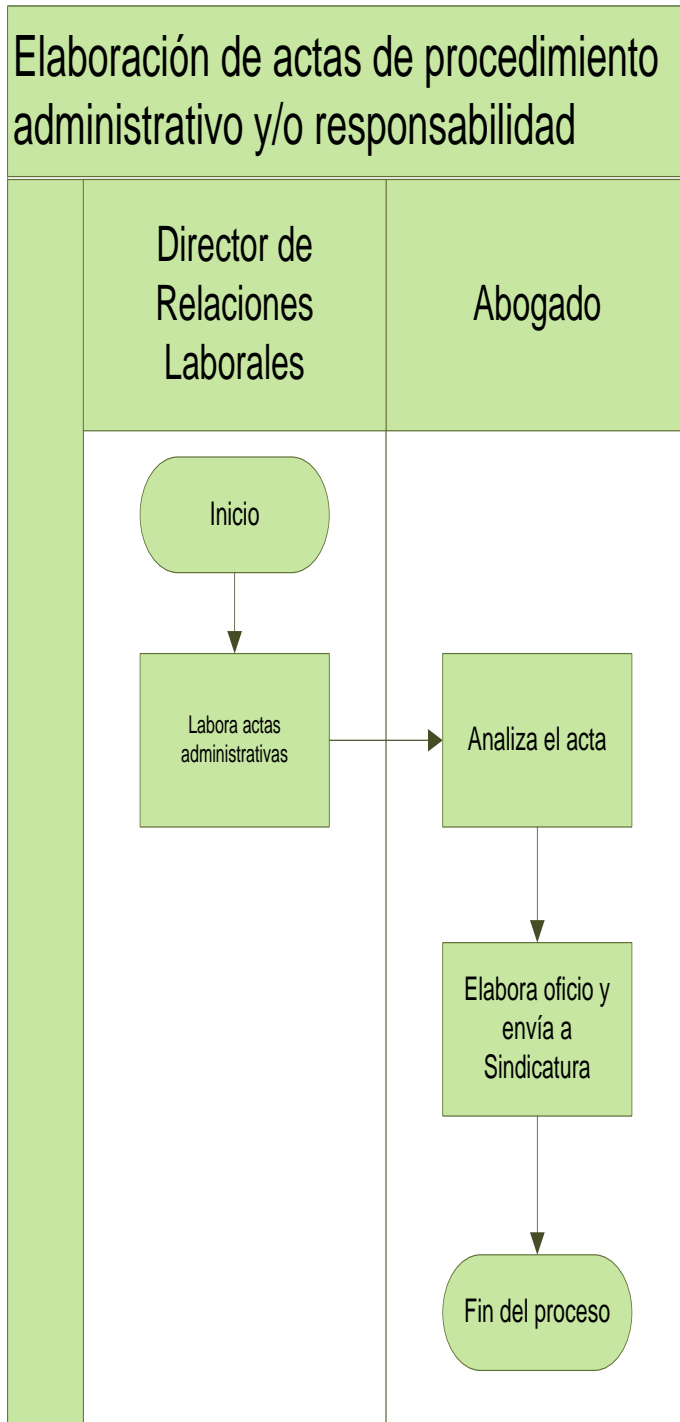 Elaboración de actas de procedimiento
administrativo y/o responsabilidad
Director de
Relaciones
Laborales
Abogado
Inicio
Labora actas
administrativas
Analiza el acta
Elabora oficio y
envía a
Sindicatura
Fin del proceso